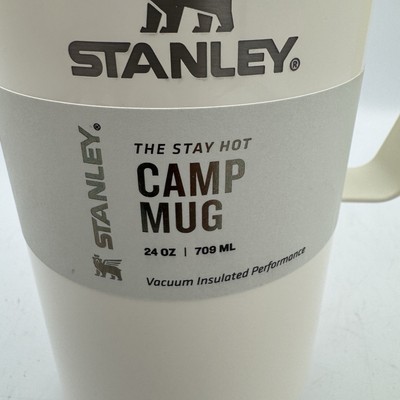 STANLEY®
STANLEY®
THE STAY HOT
CAMP
MUG
24 OZ | 709 ML
Vacuum Insulated Performance